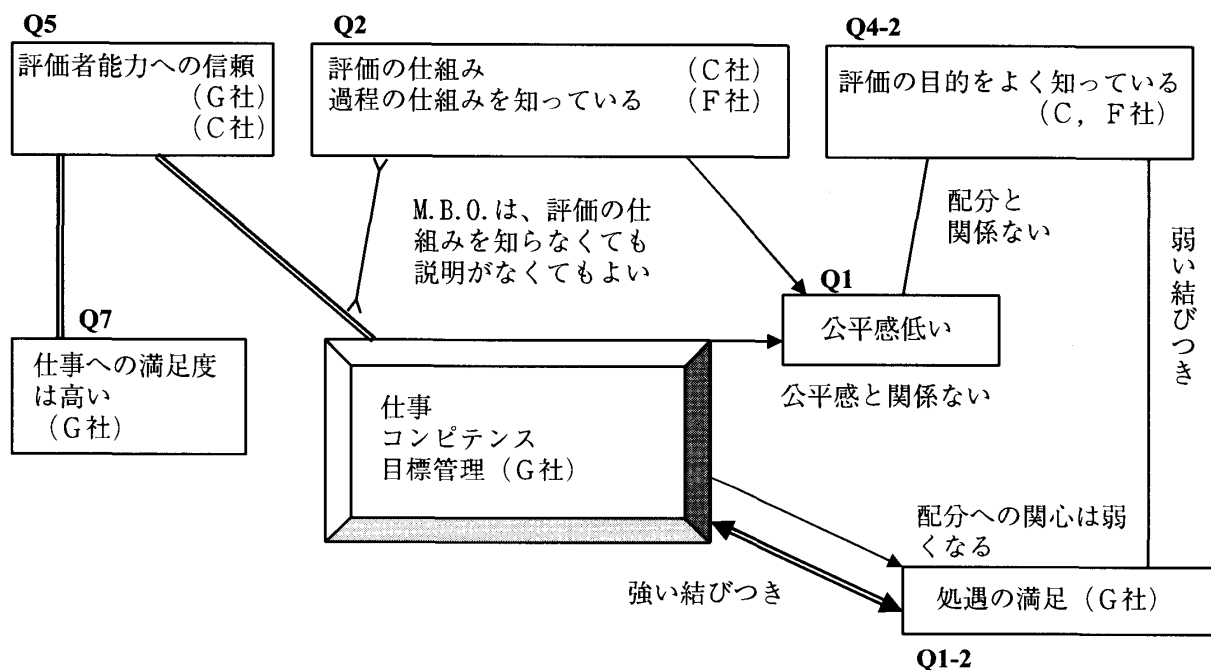 Q5
評価者能力への信頼
(G社)
(C社)
Q2
評価の仕組み (C社)
過程の仕組みを知っている (F社)
Q4-2
評価の目的をよく知っている
(C, F社)
M.B.O.は、評価の仕
組みを知らなくても
説明がなくてもよい
配分と
関係ない
弱い結びつき
Q7
仕事への満足度
は高い
(G社)
Q1
公平感低い
公平感と関係ない
仕事
コンピテンス
目標管理 (G社)
配分への関心は弱
くなる
強い結びつき
処遇の満足 (G社)
Q1-2